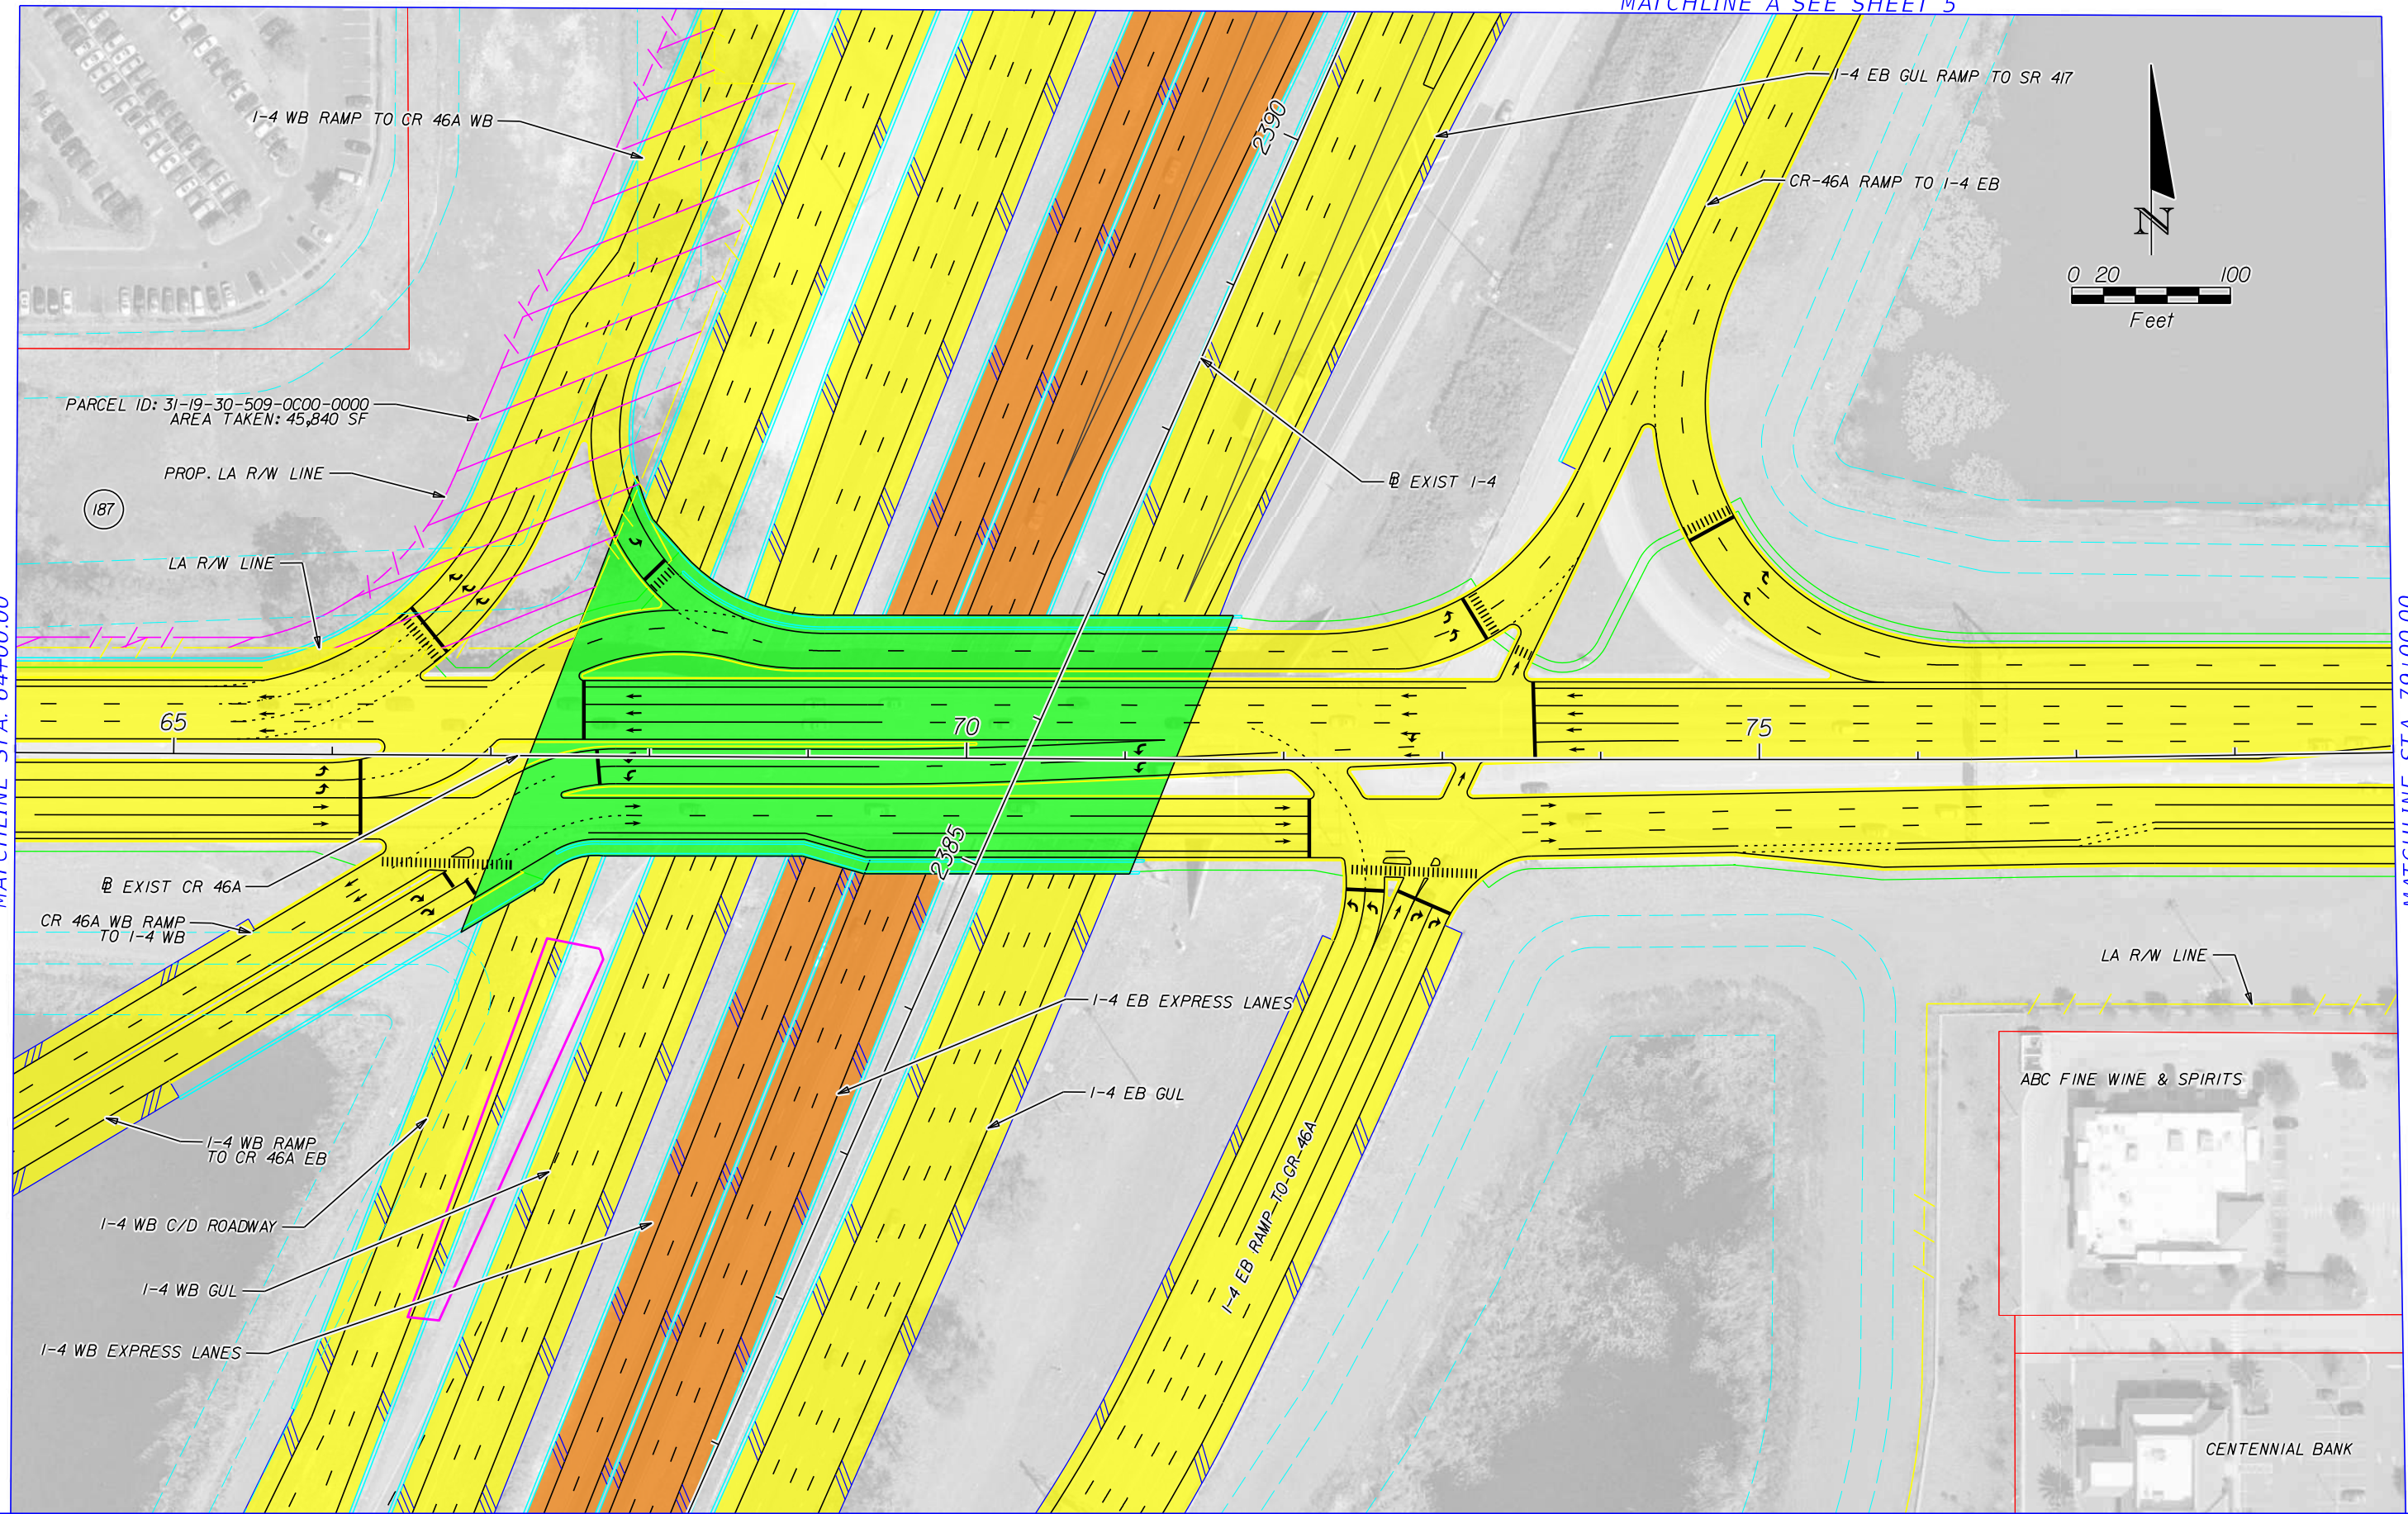 MATCHLINE A SEE SHEET 5
I-4 EB GUL RAMP TO SR 417
I-4 WB RAMP TO CR 46A WB
2390
CR-46A RAMP TO I-4 EB
N
0 20 100
Feet
PARCEL ID: 31-19-30-509-0C00-0000
AREA TAKEN: 45,840 SF
PROP. LA R/W LINE
187
BL EXIST I-4
LA R/W LINE
65
70
75
2385
BL EXIST CR 46A
CR 46A WB RAMP
TO I-4 WB
LA R/W LINE
I-4 EB EXPRESS LANES
I-4 EB GUL
ABC FINE WINE & SPIRITS
I-4 WB RAMP
TO CR 46A EB
I-4 EB RAMP-TO-CR-46A
I-4 WB C/D ROADWAY
I-4 WB GUL
I-4 WB EXPRESS LANES
CENTENNIAL BANK